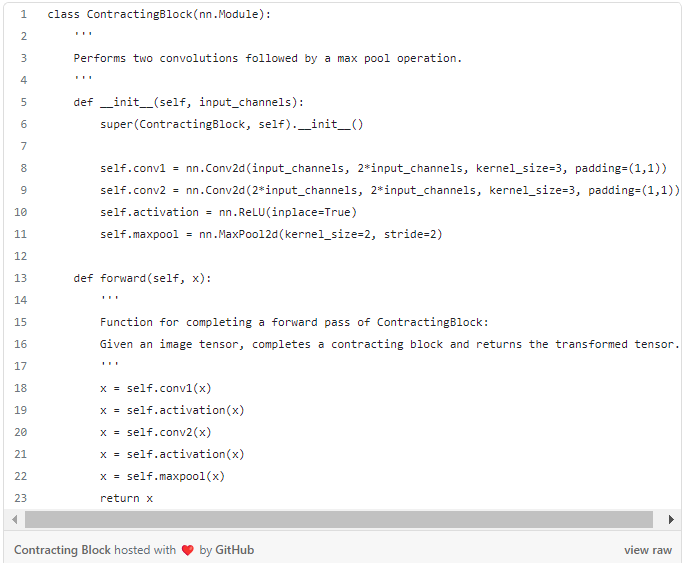 1 class ContractingBlock(nn.Module):
2     '''
3     Performs two convolutions followed by a max pool operation.
4     '''
5     def __init__(self, input_channels):
6         super(ContractingBlock, self).__init__()
7
8         self.conv1 = nn.Conv2d(input_channels, 2*input_channels, kernel_size=3, padding=(1,1))
9         self.conv2 = nn.Conv2d(2*input_channels, 2*input_channels, kernel_size=3, padding=(1,1))
10         self.activation = nn.ReLU(inplace=True)
11         self.maxpool = nn.MaxPool2d(kernel_size=2, stride=2)
12
13     def forward(self, x):
14         '''
15         Function for completing a forward pass of ContractingBlock:
16         Given an image tensor, completes a contracting block and returns the transformed tensor.
17         '''
18         x = self.conv1(x)
19         x = self.activation(x)
20         x = self.conv2(x)
21         x = self.activation(x)
22         x = self.maxpool(x)
23         return x
Contracting Block hosted with ❤ by GitHub view raw